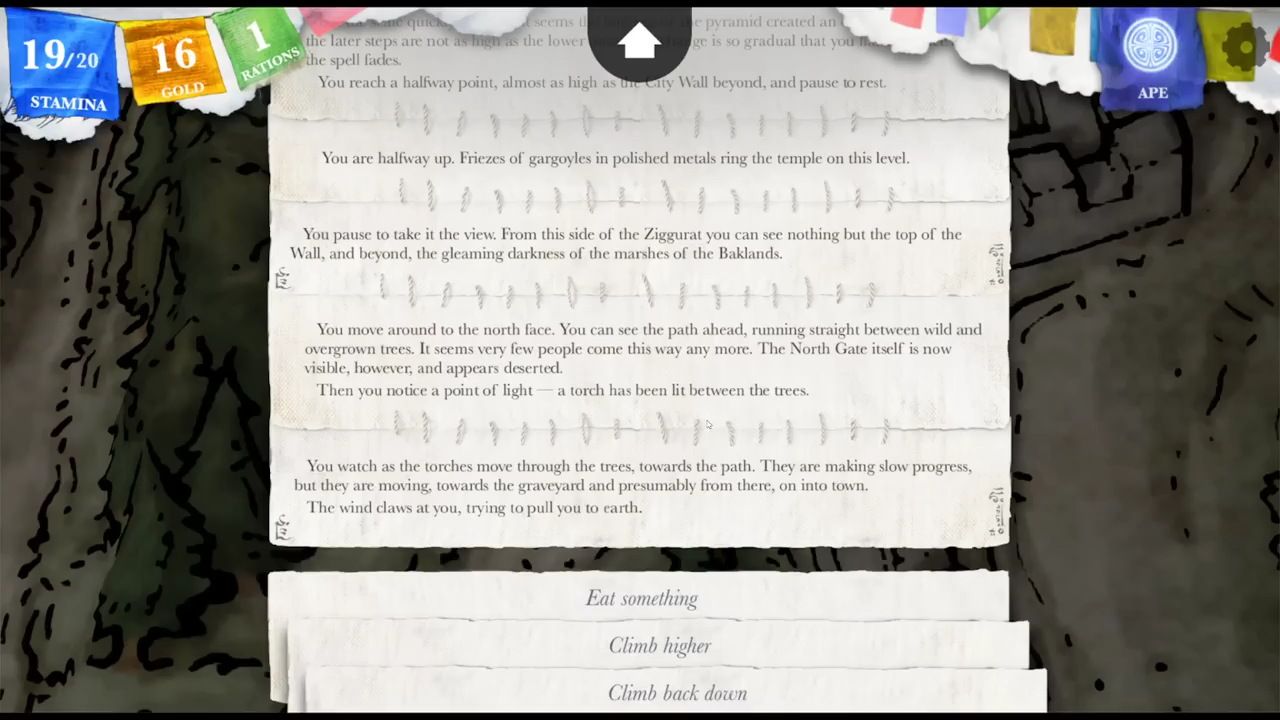 19/20
STAMINA
16
GOLD
1
RATIONS
APE
the later steps are not as high as the lower
is so gradual that you
the spell fades.
You reach a halfway point, almost as high as the City Wall beyond, and pause to rest.
You are halfway up. Friezes of gargoyles in polished metals ring the temple on this level.
You pause to take it the view. From this side of the Ziggurat you can see nothing but the top of the
Wall, and beyond, the gleaming darkness of the marshes of the Baklands.
You move around to the north face. You can see the path ahead, running straight between wild and
overgrown trees. It seems very few people come this way any more. The North Gate itself is now
visible, however, and appears deserted.
Then you notice a point of light — a torch has been lit between the trees.
You watch as the torches move through the trees, towards the path. They are making slow progress,
but they are moving, towards the graveyard and presumably from there, on into town.
The wind claws at you, trying to pull you to earth.
Eat something
Climb higher
Climb back down